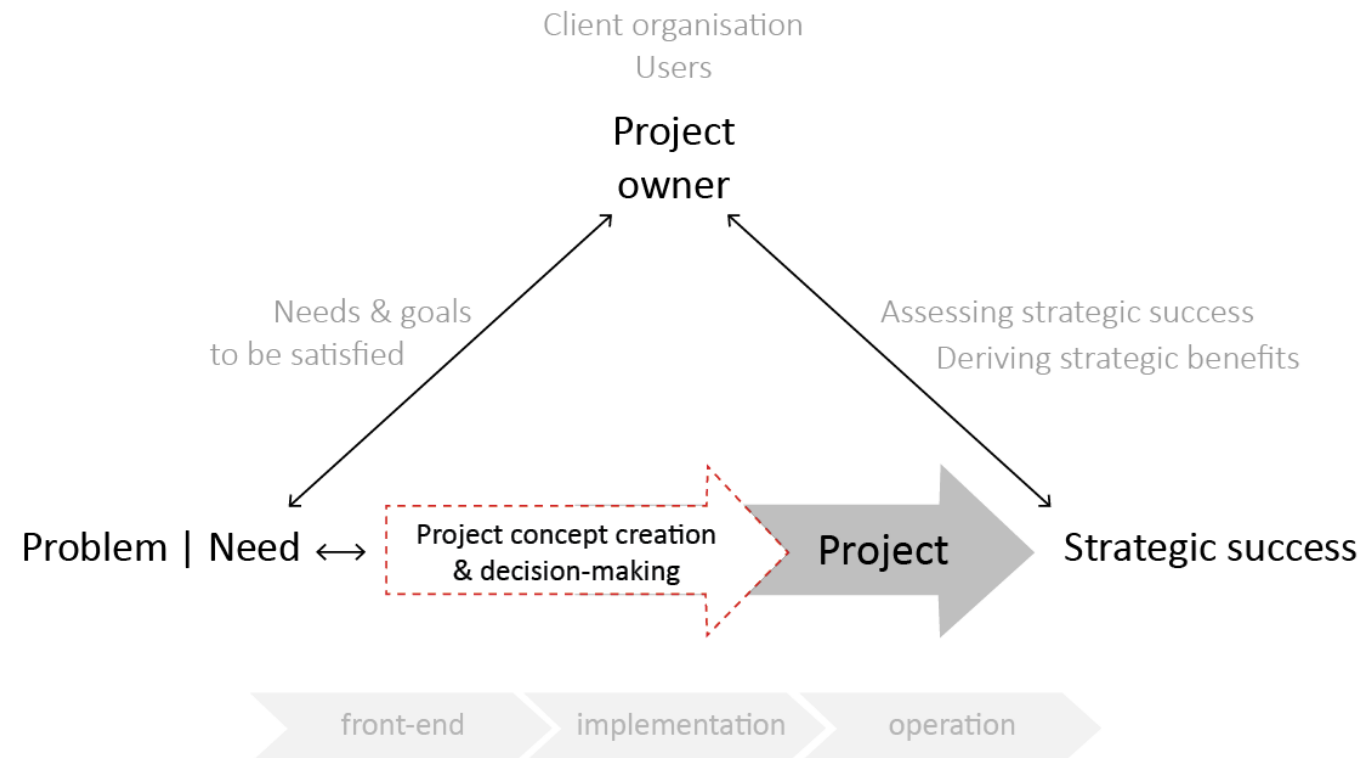 Client organisation
Users
Project
owner
Needs & goals
to be satisfied
Assessing strategic success
Deriving strategic benefits
Problem | Need
Project concept creation
& decision-making
Project
Strategic success
front-end
implementation
operation